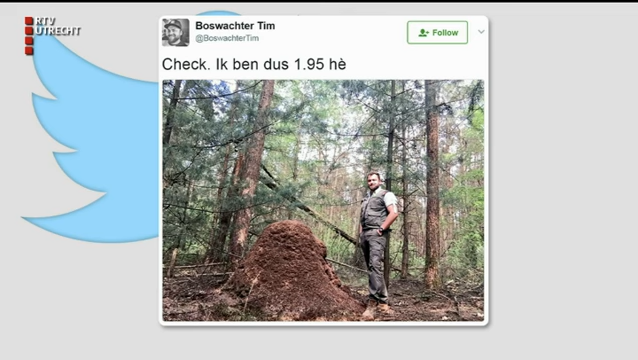 RTV
UTRECHT
Boswachter Tim
@BoswachterTim
Follow
Check. Ik ben dus 1.95 hè